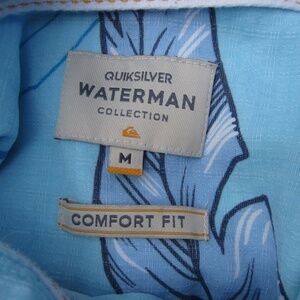 QUIKSILVER
WATERMAN
COLLECTION
M
COMFORT FIT